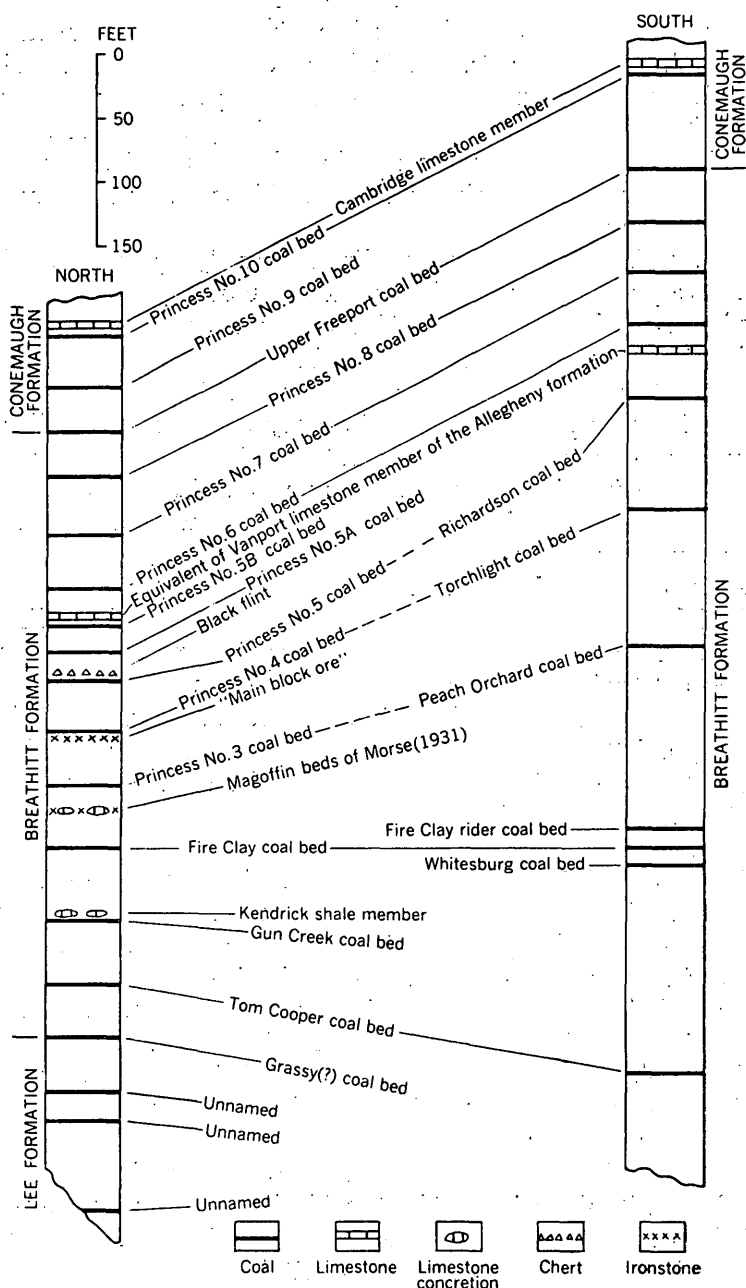 FEET
0
50
100
150
SOUTH
NORTH
CONEMAUGH FORMATION
CONEMAUGH FORMATION
BREATHITT FORMATION
BREATHITT FORMATION
LEE FORMATION
Cambridge limestone member
Princess No.10 coal bed
Princess No.9 coal bed
Upper Freeport coal bed
Princess No.8 coal bed
Princess No.7 coal bed
Princess No.6 coal bed
Equivalent of Vanport limestone member of the Allegheny formation
Princess No.5B coal bed
Princess No.5A coal bed
Black flint
Princess No.5 coal bed
Richardson coal bed
Princess No.4 coal bed
Torchlight coal bed
"Main block ore"
Princess No.3 coal bed
Peach Orchard coal bed
Magoffin beds of Morse(1931)
Fire Clay rider coal bed
Fire Clay coal bed
Whitesburg coal bed
Kendrick shale member
Gun Creek coal bed
Tom Cooper coal bed
Grassy(?) coal bed
Unnamed
Unnamed
Unnamed
Coal
Limestone
Limestone
concretion
Chert
Ironstone